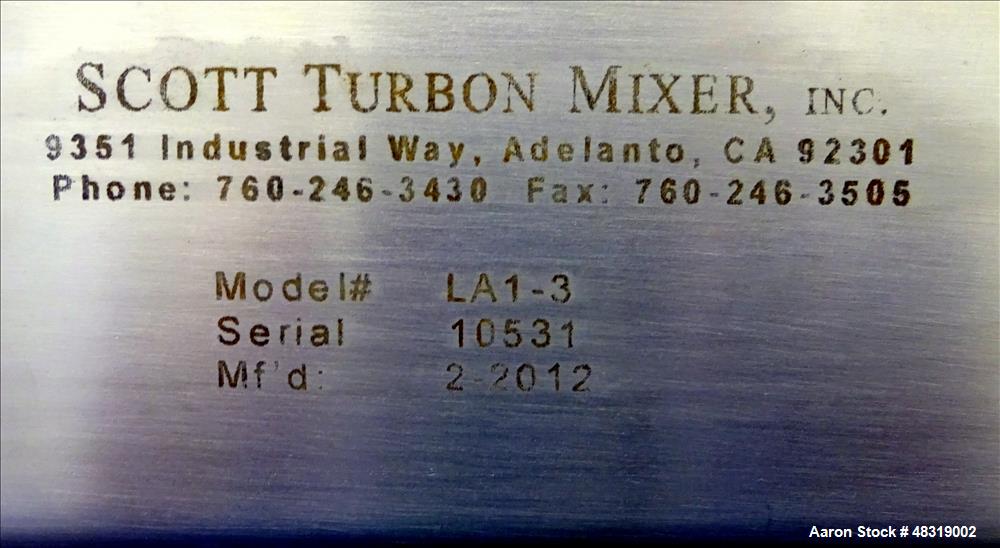 SCOTT TURBON MIXER, INC.
9351 Industrial Way, Adelanto, CA 92301
Phone: 760-246-3430 Fax: 760-246-3505
Model# LA1-3
Serial 10531
Mf'd: 2-2012
Aaron Stock # 48319002